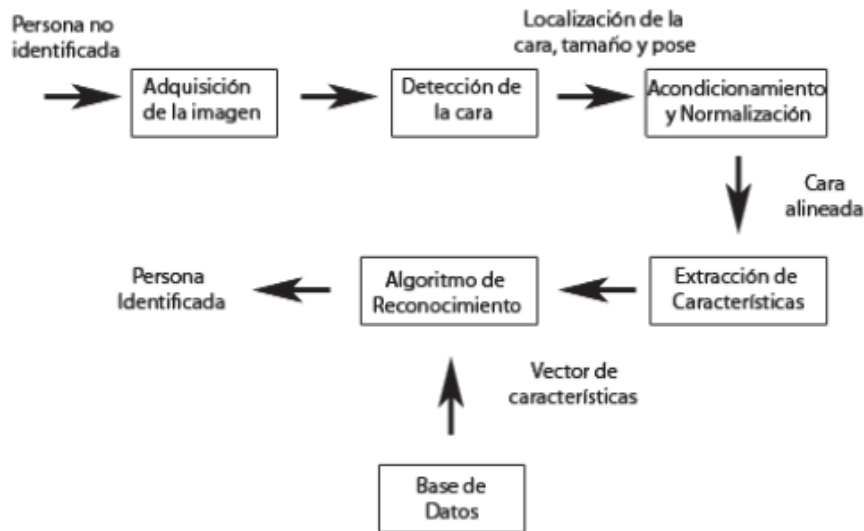 Persona no
identificada
Adquisición
de la imagen
Detección de
la cara
Localización de la
cara, tamaño y pose
Acondicionamiento
y Normalización
Cara
alineada
Extracción de
Características
Vector de
características
Algoritmo de
Reconocimiento
Persona
Identificada
Base de
Datos